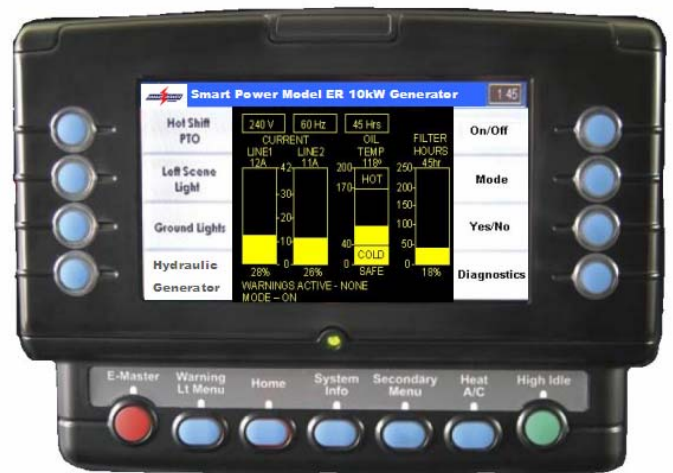 Smart Power Model ER 10kW Generator
1 45
Hot Shift
PTO
Left Scene
Light
Ground Lights
Hydraulic
Generator
240 V
60 Hz
45 Hrs
CURRENT
LINE1
12A
LINE2
11A
OIL
TEMP
118º
FILTER
HOURS
45hr
42
30
20
10
0
28%
26%
200
170
40
0
HOT
COLD
SAFE
250
200
150
100
50
0
18%
WARNINGS ACTIVE - NONE
MODE – ON
On/Off
Mode
Yes/No
Diagnostics
E-Master
Warning
Lt Menu
Home
System
Info
Secondary
Menu
Heat
A/C
High Idle